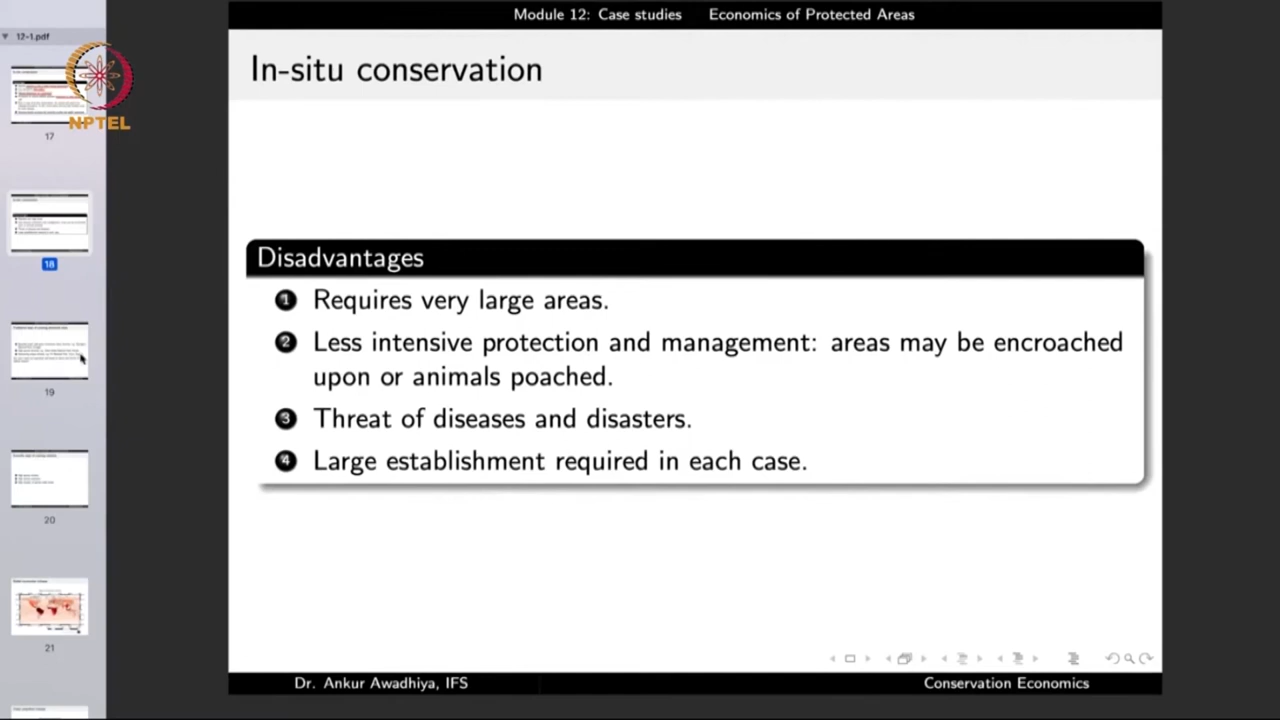 Module 12: Case studies Economics of Protected Areas
12-1.pdf
NPTEL
17
18
19
20
21
In-situ conservation
Disadvantages
1 Requires very large areas.
2 Less intensive protection and management: areas may be encroached
upon or animals poached.
3 Threat of diseases and disasters.
4 Large establishment required in each case.
Dr. Ankur Awadhiya, IFS Conservation Economics